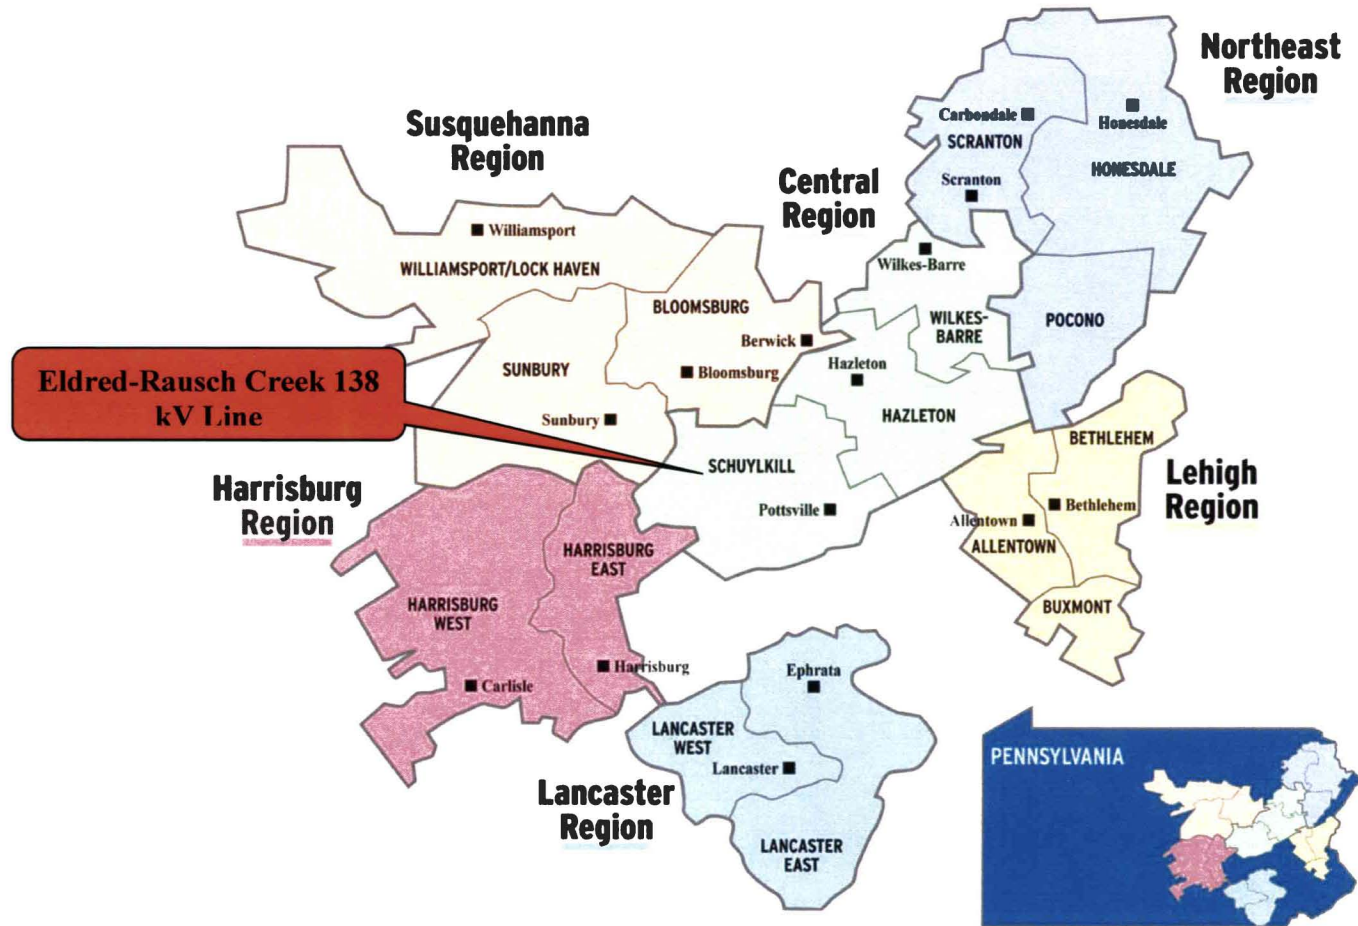 Northeast
Region
Susquehanna
Region
Central
Region
Carbondale
SCRANTON
Honesdale
HONESDALE
Scranton
Williamsport
WILLIAMSPORT/LOCK HAVEN
Wilkes-Barre
BLOOMSBURG
WILKES-
BARRE
POCONO
Berwick
Eldred-Rausch Creek 138
kV Line
SUNBURY
Bloomsburg
Hazleton
HAZLETON
Sunbury
BETHLEHEM
SCHUYLKILL
Lehigh
Region
Harrisburg
Region
Pottsville
Bethlehem
Allentown
ALLENTOWN
HARRISBURG
EAST
HARRISBURG
WEST
BUXMONT
Harrisburg
Carlisle
Ephrata
LANCASTER
WEST
Lancaster
Lancaster
Region
LANCASTER
EAST
PENNSYLVANIA